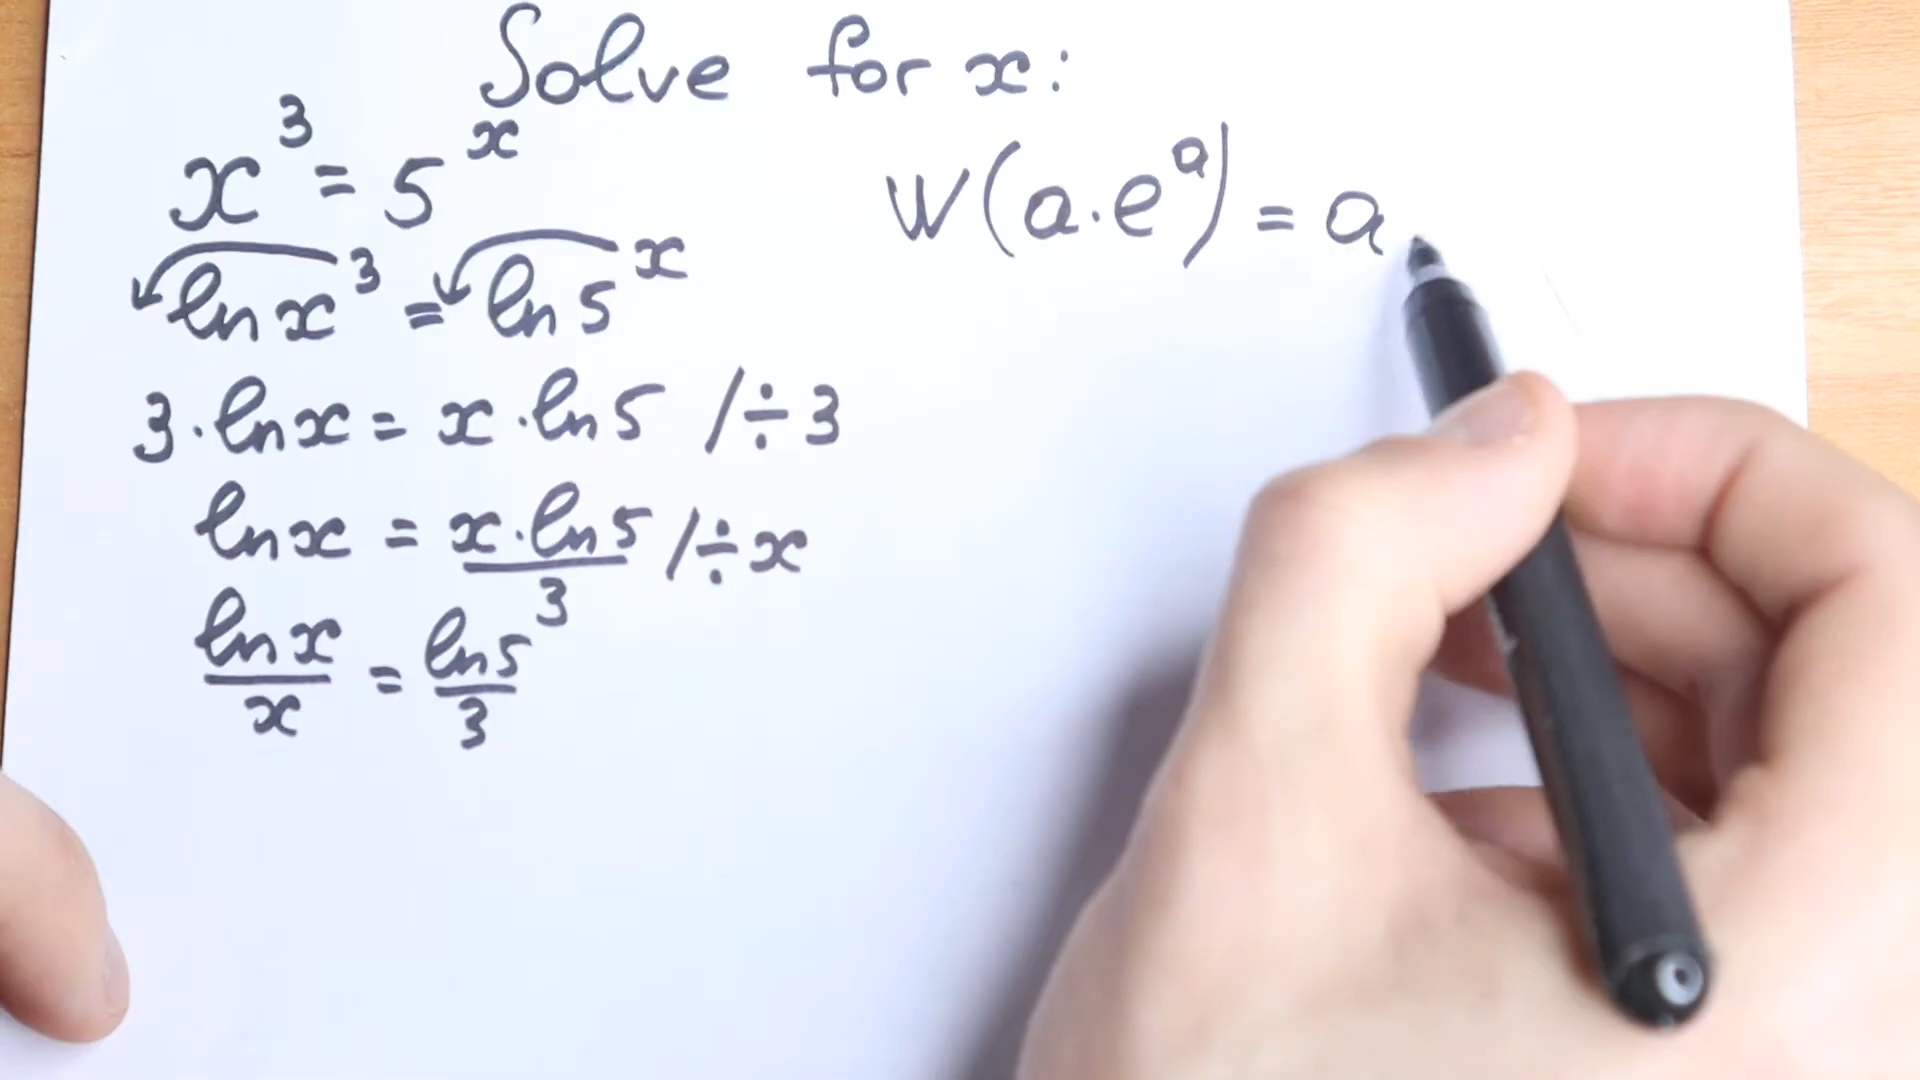 Solve for x:
x³ = 5ˣ
W(a·eᵃ) = a
ln x³ = ln 5ˣ
3·ln x = x·ln 5 /÷3
ln x = x·ln 5 / 3 /÷x
ln x / x = ln 5 / 3